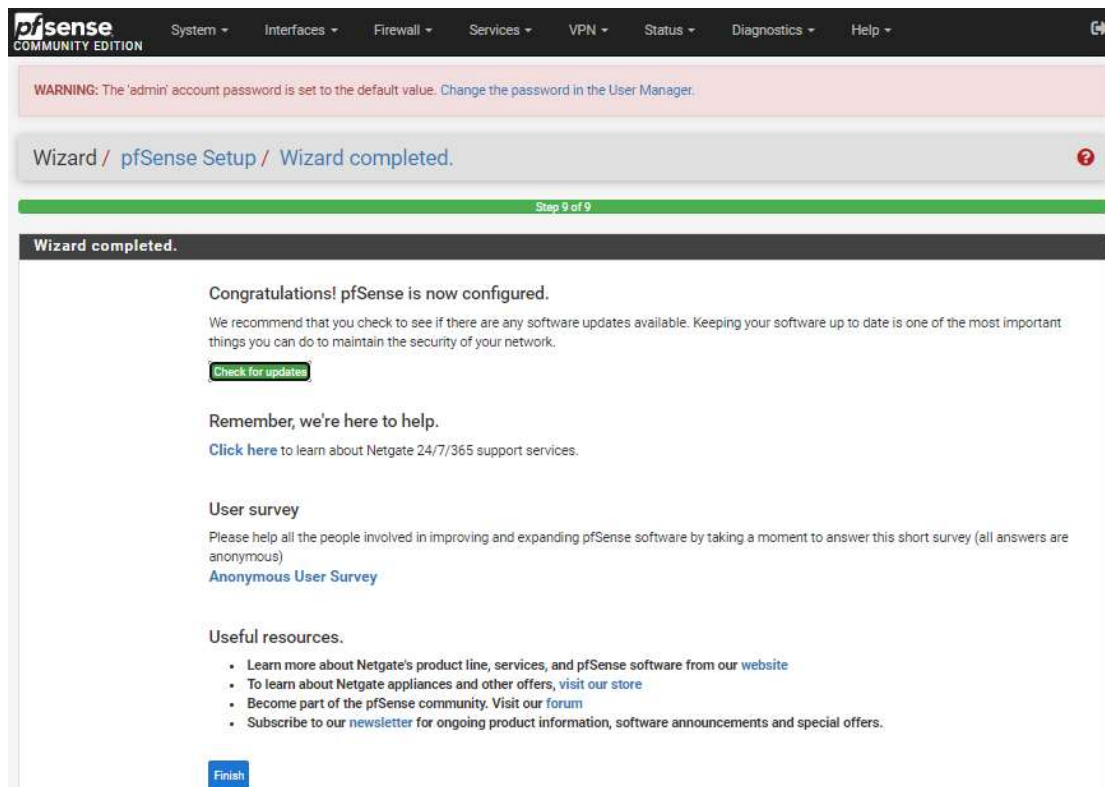 pfsense
COMMUNITY EDITION
System Interfaces Firewall Services VPN Status Diagnostics Help
WARNING: The 'admin' account password is set to the default value. Change the password in the User Manager.
Wizard / pfSense Setup / Wizard completed.
Step 9 of 9
Wizard completed.
Congratulations! pfSense is now configured.
We recommend that you check to see if there are any software updates available. Keeping your software up to date is one of the most important
things you can do to maintain the security of your network.
Check for updates
Remember, we're here to help.
Click here to learn about Netgate 24/7/365 support services.
User survey
Please help all the people involved in improving and expanding pfSense software by taking a moment to answer this short survey (all answers are
anonymous)
Anonymous User Survey
Useful resources.
• Learn more about Netgate's product line, services, and pfSense software from our website
• To learn about Netgate appliances and other offers, visit our store
• Become part of the pfSense community. Visit our forum
• Subscribe to our newsletter for ongoing product information, software announcements and special offers.
Finish